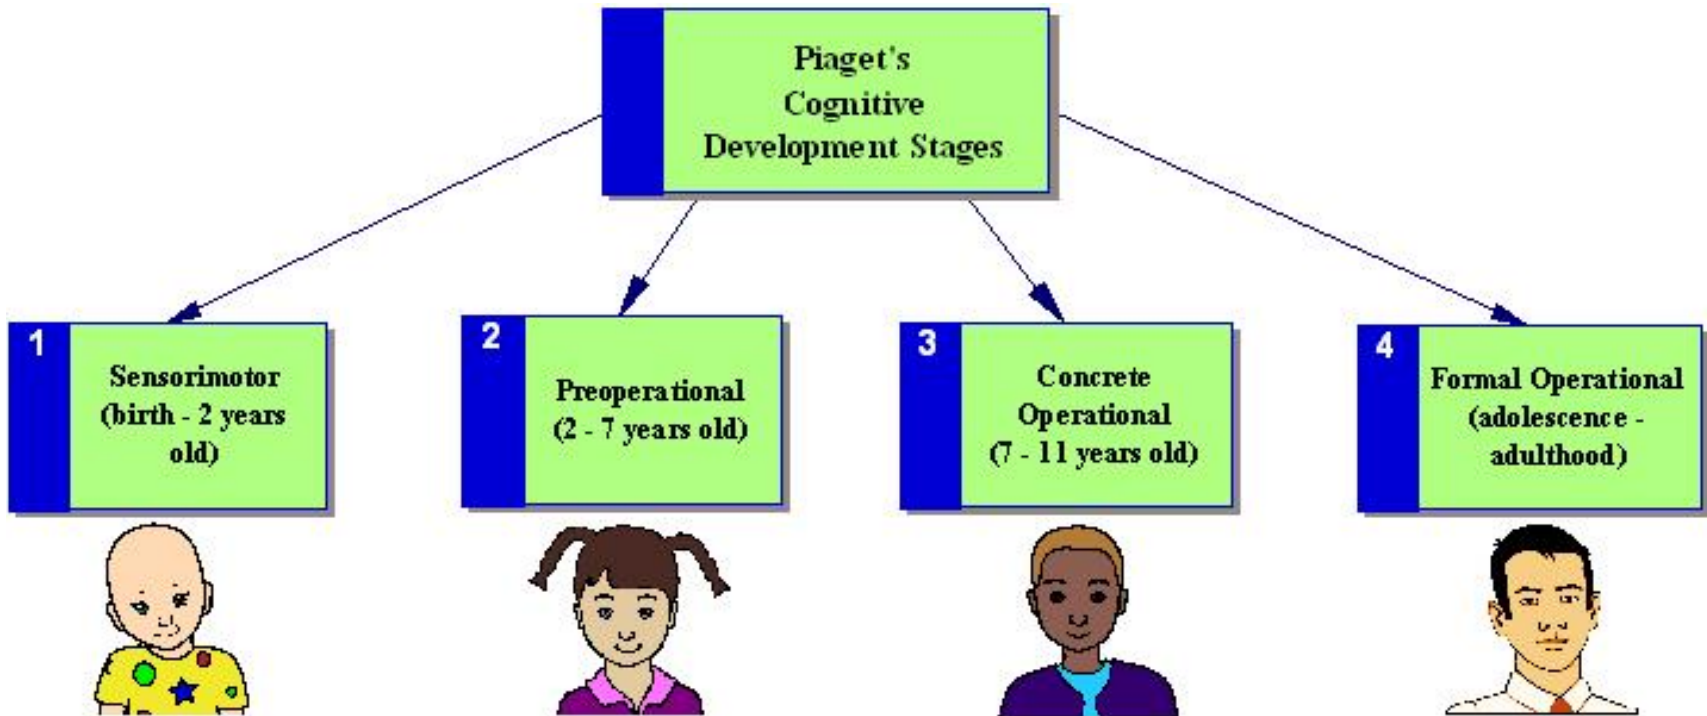 Piaget's
Cognitive
Development Stages
1
Sensorimotor
(birth - 2 years
old)
2
Preoperational
(2 - 7 years old)
3
Concrete
Operational
(7 - 11 years old)
4
Formal Operational
(adolescence -
adulthood)